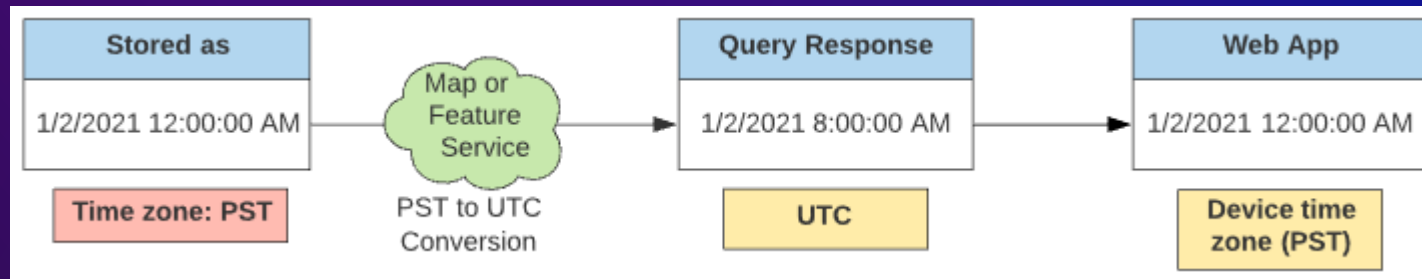 Stored as
1/2/2021 12:00:00 AM
Time zone: PST
Map or
Feature
Service
PST to UTC
Conversion
Query Response
1/2/2021 8:00:00 AM
UTC
Web App
1/2/2021 12:00:00 AM
Device time
zone (PST)